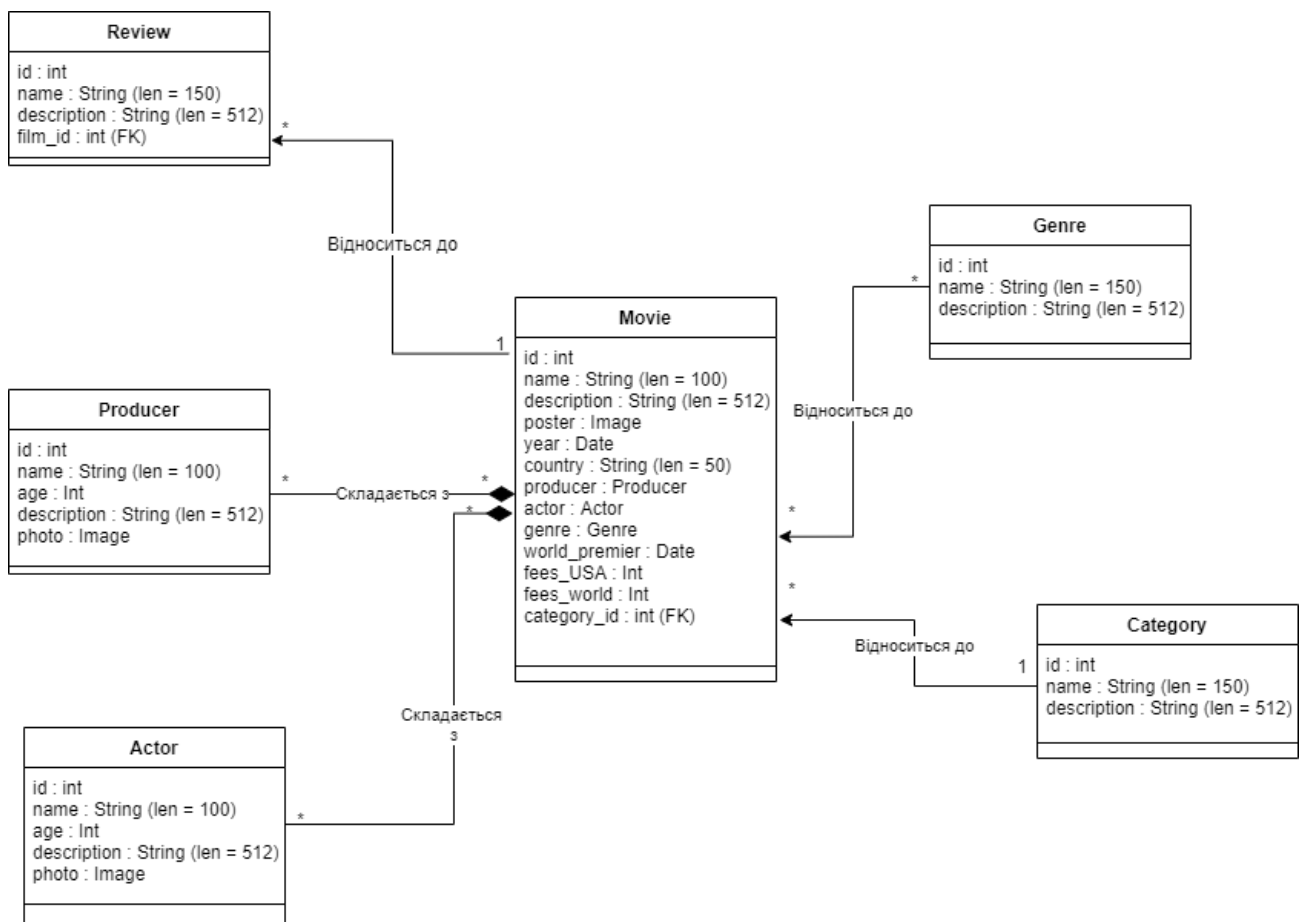 Review
id : int
name : String (len = 150)
description : String (len = 512)
film_id : int (FK)
*
Відноситься до
1
Genre
id : int
name : String (len = 150)
description : String (len = 512)
*
Відноситься до
*
Movie
id : int
name : String (len = 100)
description : String (len = 512)
poster : Image
year : Date
country : String (len = 50)
producer : Producer
actor : Actor
genre : Genre
world_premier : Date
fees_USA : Int
fees_world : Int
category_id : int (FK)
Producer
id : int
name : String (len = 100)
age : Int
description : String (len = 512)
photo : Image
*
Складається з
*
*
Складається
з
*
Actor
id : int
name : String (len = 100)
age : Int
description : String (len = 512)
photo : Image
*
Відноситься до
1
Category
id : int
name : String (len = 150)
description : String (len = 512)